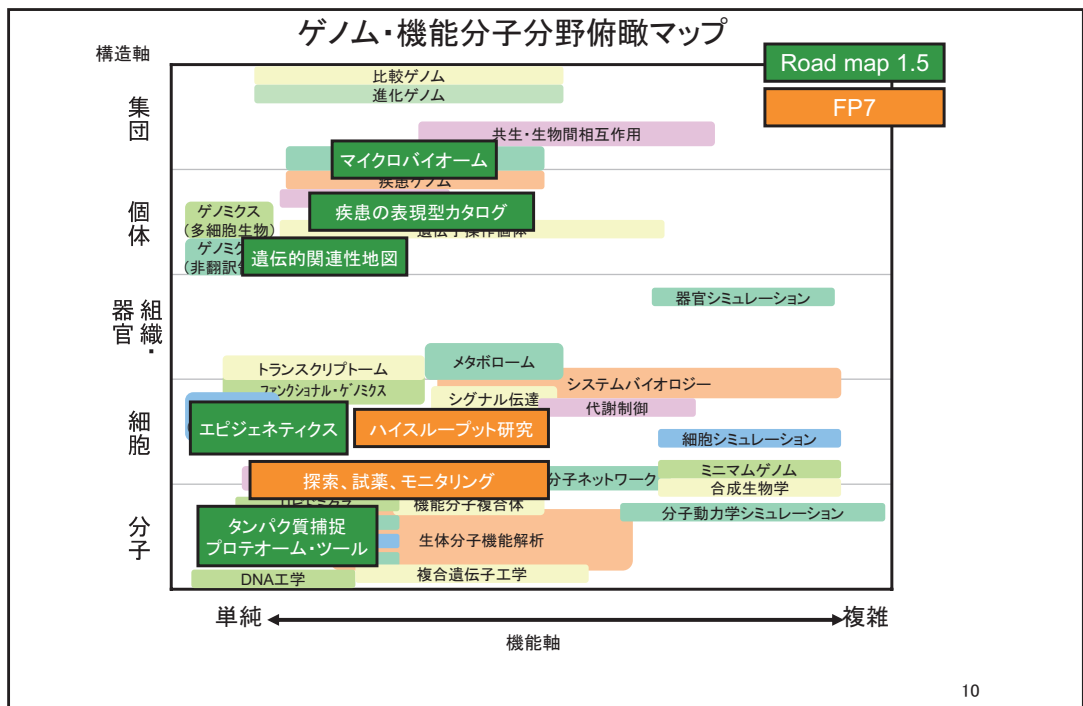 ゲノム・機能分子分野俯瞰マップ
構造軸
Road map 1.5
FP7
集団
比較ゲノム
進化ゲノム
共生・生物間相互作用
マイクロバイオーム
疾患ゲノム
個体
疾患の表現型カタログ
ゲノミクス
(多細胞生物)
遺伝子操作個体
遺伝的関連性地図
組織・
器官
器官シミュレーション
メタボローム
トランスクリプトーム
ファンクショナル・ゲノミクス
システムバイオロジー
シグナル伝達
代謝制御
細胞
エピジェネティクス
ハイスループット研究
細胞シミュレーション
探索、試薬、モニタリング
分子ネットワーク
ミニマムゲノム
合成生物学
分子
機能分子複合体
分子動力学シミュレーション
タンパク質捕捉
プロテオーム・ツール
生体分子機能解析
DNA工学
複合遺伝子工学
単純
複雑
機能軸
10